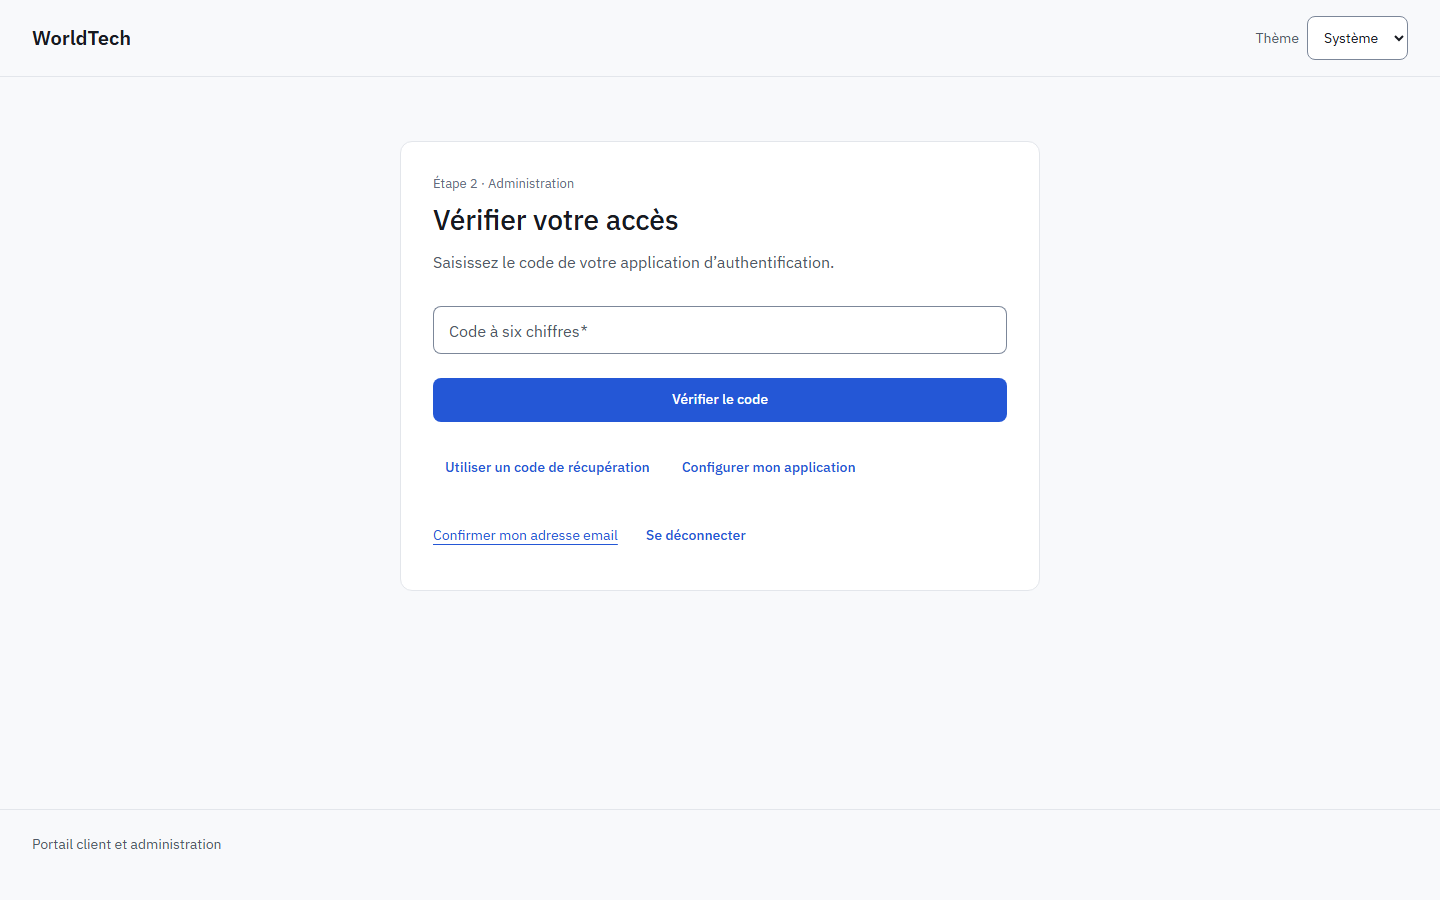 WorldTech
Thème Système
Étape 2 · Administration
Vérifier votre accès
Saisissez le code de votre application d’authentification.
Code à six chiffres*
Vérifier le code
Utiliser un code de récupération Configurer mon application
Confirmer mon adresse email Se déconnecter
Portail client et administration